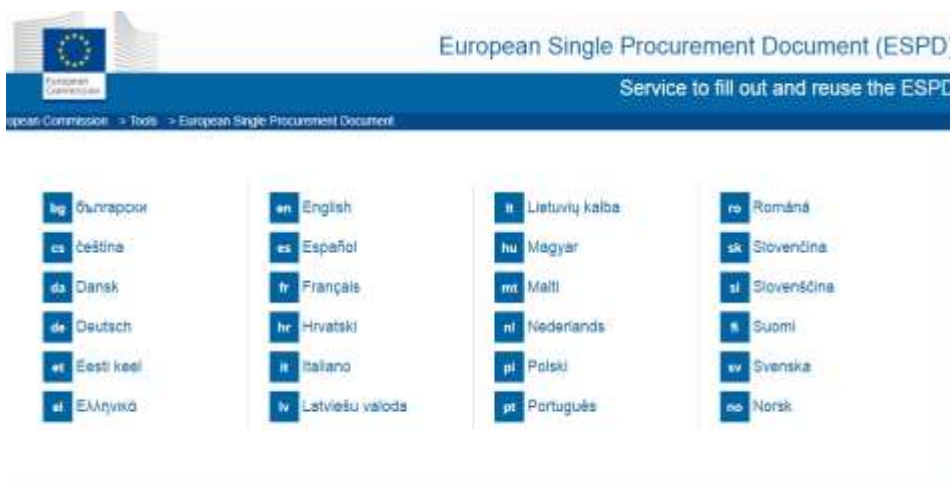 European
Commission
European Single Procurement Document (ESPD)
Service to fill out and reuse the ESPD
opean Commission > Tools > European Single Procurement Document
bg български
cs čeština
da Dansk
de Deutsch
et Eesti keel
el Ελληνικά
en English
es Español
fr Français
hr Hrvatski
it Italiano
lv Latviešu valoda
lt Lietuvių kalba
hu Magyar
mt Malti
nl Nederlands
pl Polski
pt Português
ro Română
sk Slovenčina
sl Slovenščina
fi Suomi
sv Svenska
no Norsk